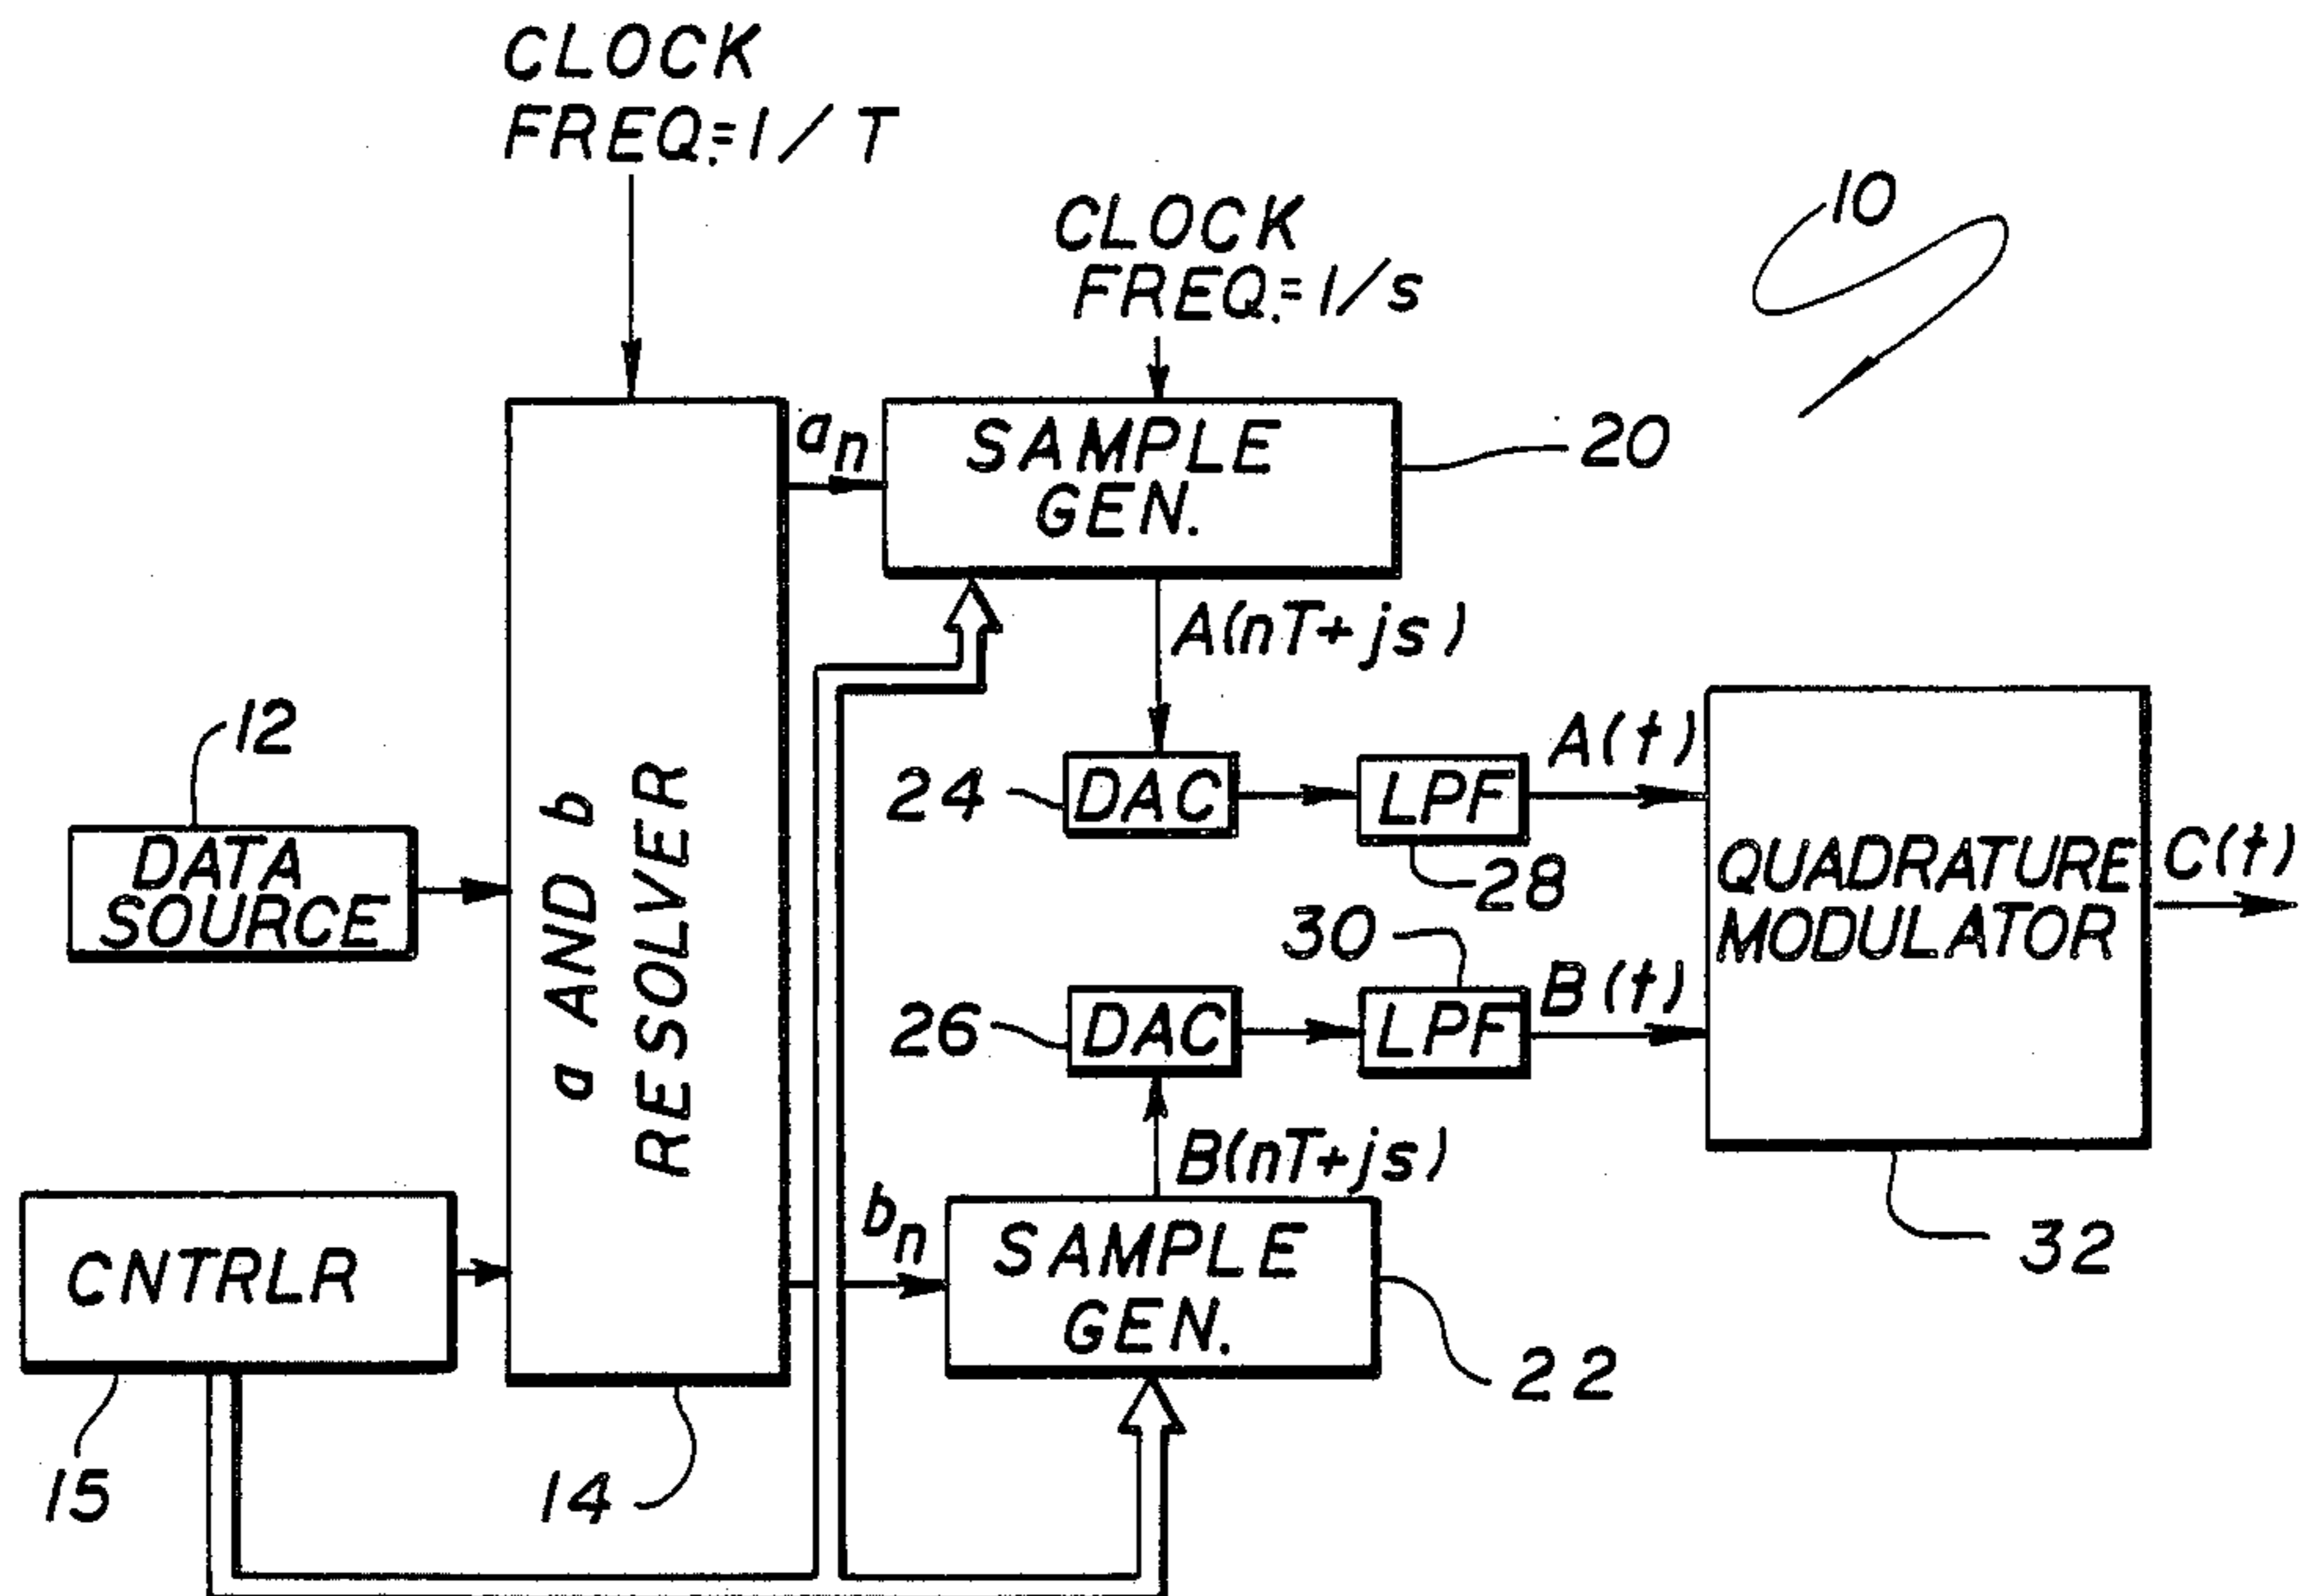 CLOCK
FREQ.=1/T
CLOCK
FREQ.=1/s
10
an
SAMPLE
GEN.
20
A(nT+js)
12
DATA
SOURCE
a AND b
RESOLVER
24
DAC
LPF
A(t)
28
QUADRATURE
MODULATOR
C(t)
30
26
DAC
LPF
B(t)
B(nT+js)
bn
SAMPLE
GEN.
32
CNTRLR
22
15
14